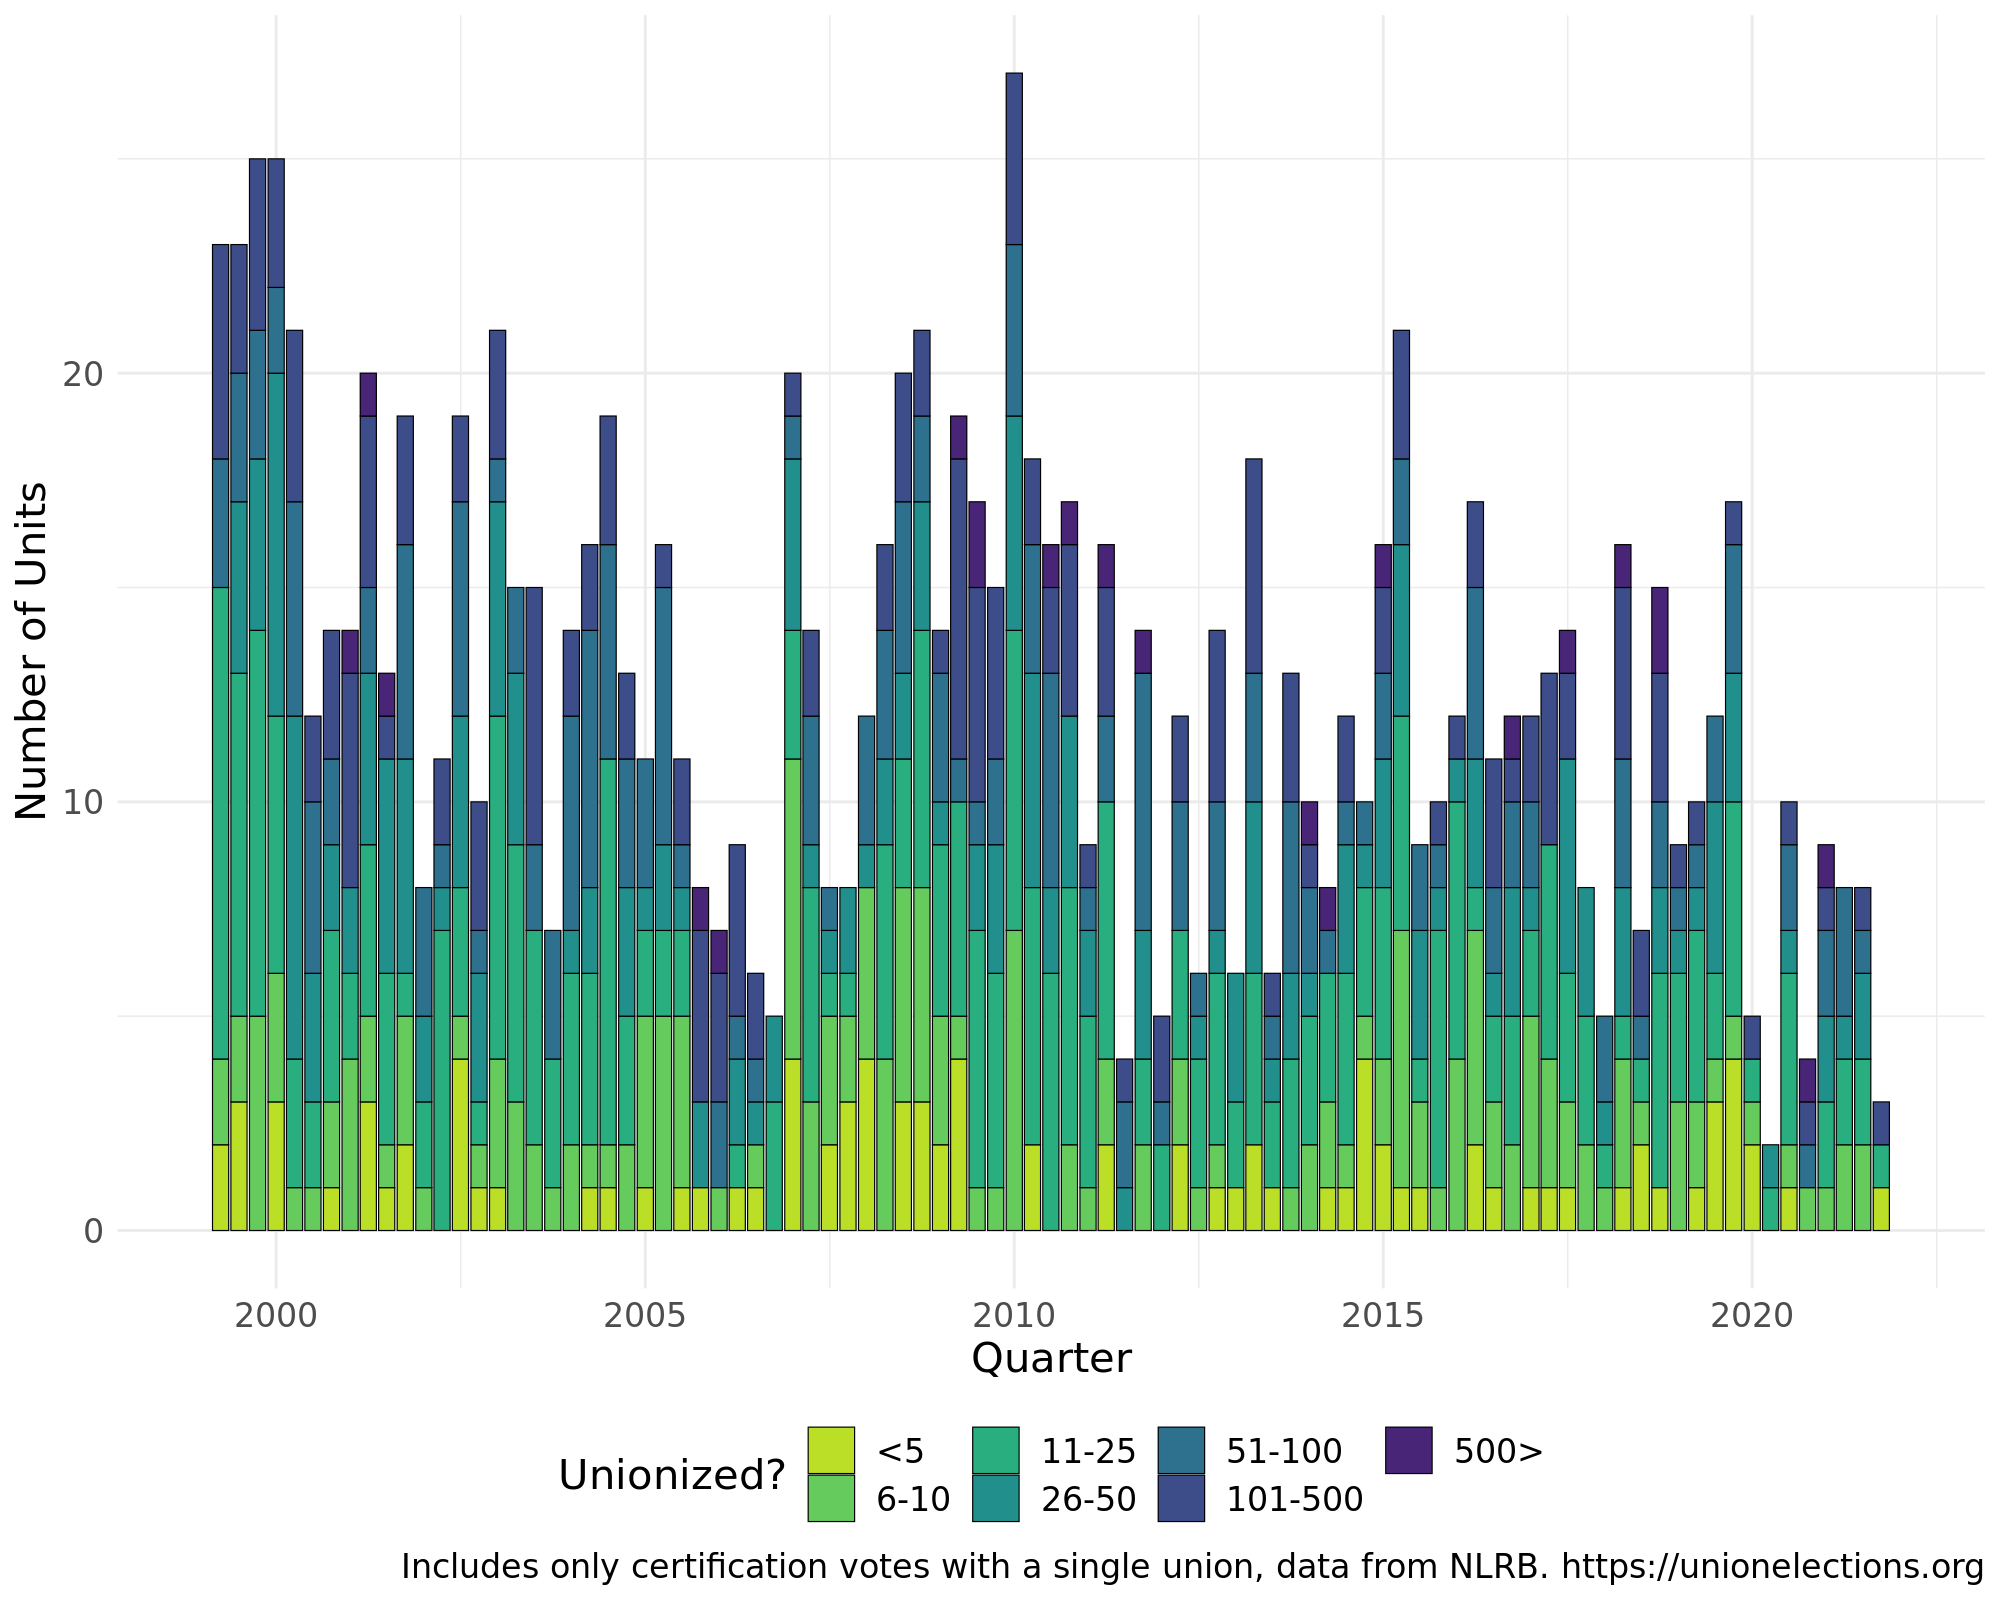 20
10
0
Number of Units
2000 2005 2010 2015 2020
Quarter
Unionized?
<5 11-25 51-100 500>
6-10 26-50 101-500
Includes only certification votes with a single union, data from NLRB. https://unionelections.org